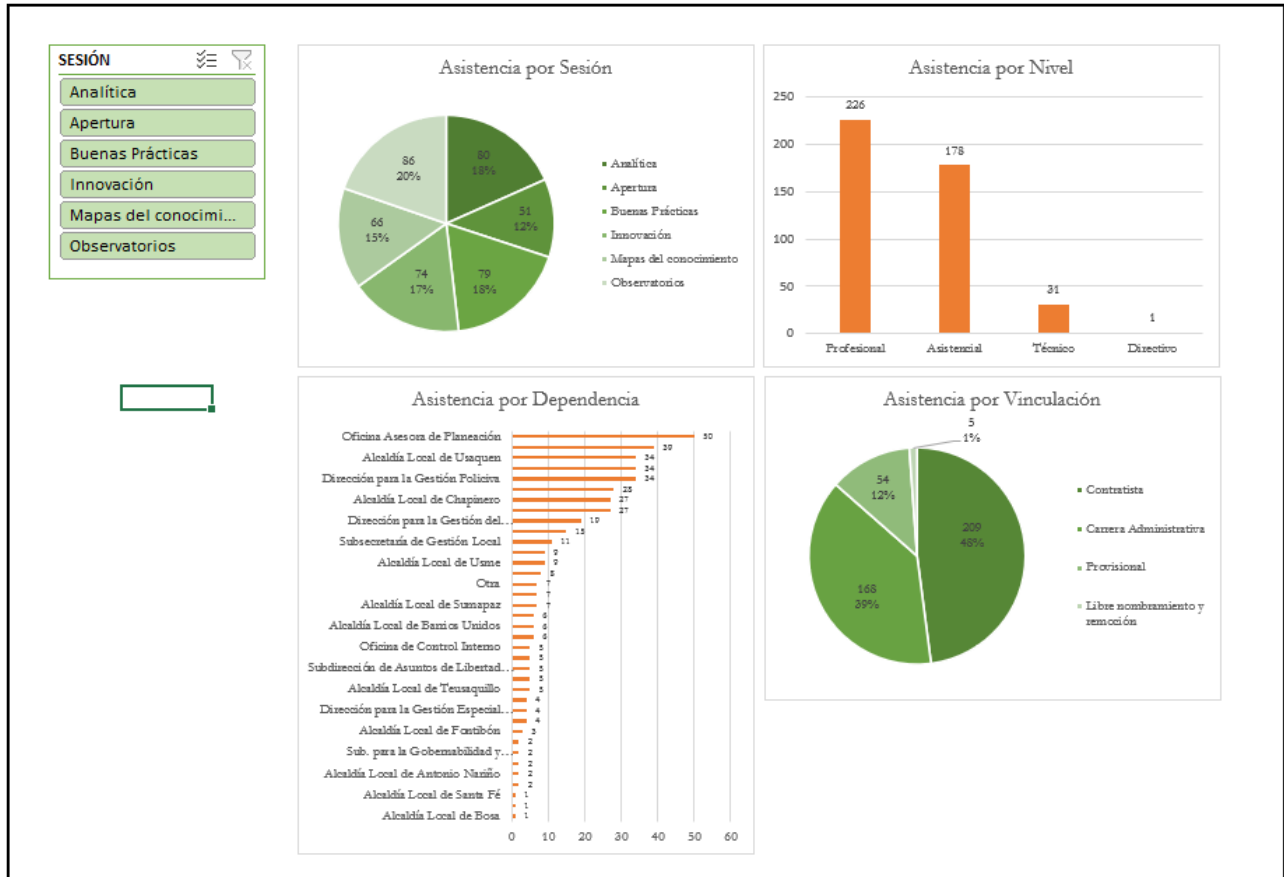 SESIÓN
Analítica
Apertura
Buenas Prácticas
Innovación
Mapas del conocimi...
Observatorios
Asistencia por Sesión
80
18%
51
12%
79
18%
74
17%
66
15%
86
20%
Analítica
Apertura
Buenas Prácticas
Innovación
Mapas del conocimiento
Observatorios
Asistencia por Nivel
250
200
150
100
50
0
226
178
31
1
Profesional
Asistencial
Técnico
Directivo
Asistencia por Dependencia
Oficina Asesora de Planeación 50
39
Alcaldía Local de Usaquen 34
34
Dirección para la Gestión Policiva 34
28
Alcaldía Local de Chapinero 27
27
Dirección para la Gestión del... 19
15
Subsecretaría de Gestión Local 11
9
Alcaldía Local de Usme 9
8
Otra 7
7
Alcaldía Local de Sumapaz 7
6
Alcaldía Local de Barrios Unidos 6
6
Oficina de Control Interno 5
5
Subdirección de Asuntos de Libertad... 5
5
Alcaldía Local de Teusaquillo 5
4
Dirección para la Gestión Especial... 4
4
Alcaldía Local de Fontibón 3
2
Sub. para la Gobernabilidad y... 2
2
Alcaldía Local de Antonio Nariño 2
2
Alcaldía Local de Santa Fé 1
1
Alcaldía Local de Bosa 1
0 10 20 30 40 50 60
Asistencia por Vinculación
5
1%
54
12%
209
48%
168
39%
Contratista
Carrera Administrativa
Provisional
Libre nombramiento y
remoción